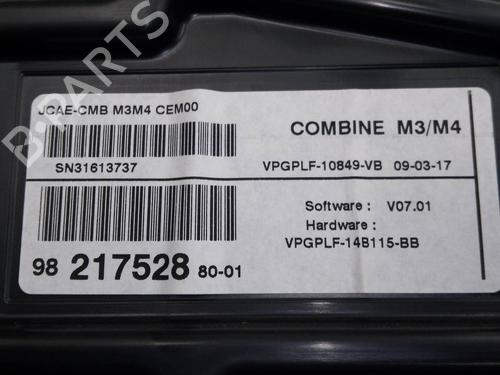 JCAE-CMB M3M4 CEM00
SN31613737
98 217528 80-01
COMBINE M3/M4
VPGPLF-10849-VB 09-03-17
Software : V07.01
Hardware :
VPGPLF-14B115-BB
B-PARTS